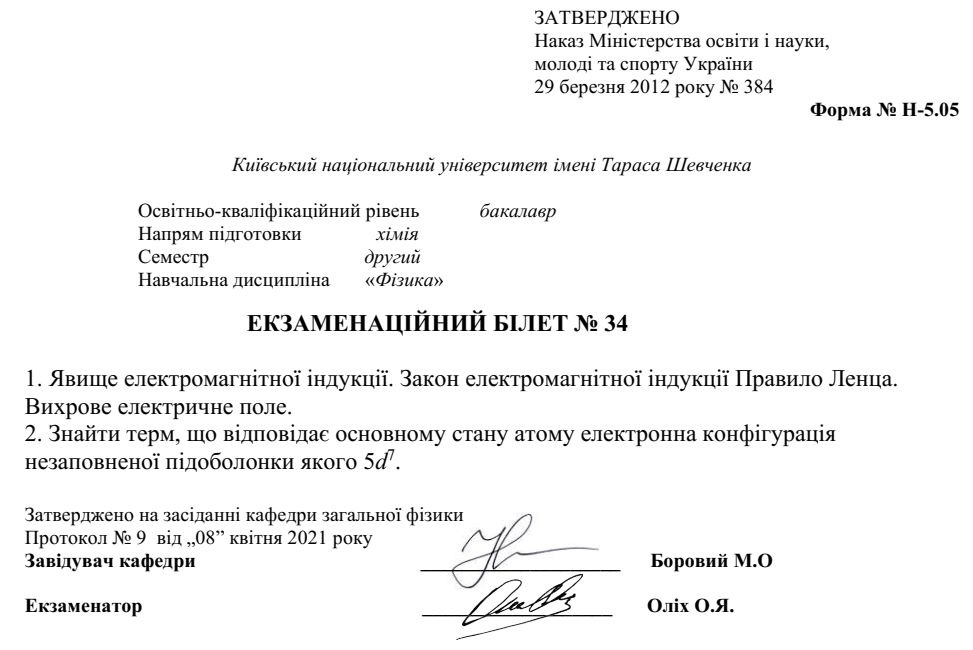 ЗАТВЕРДЖЕНО
Наказ Міністерства освіти і науки,
молоді та спорту України
29 березня 2012 року № 384
Форма № Н-5.05
Київський національний університет імені Тараса Шевченка
Освітньо-кваліфікаційний рівень бакалавр
Напрям підготовки хімія
Семестр другий
Навчальна дисципліна «Фізика»
ЕКЗАМЕНАЦІЙНИЙ БІЛЕТ № 34
1. Явище електромагнітної індукції. Закон електромагнітної індукції Правило Ленца.
Вихрове електричне поле.
2. Знайти терм, що відповідає основному стану атому електронна конфігурація
незаповненої підоболонки якого 5d⁷.
Затверджено на засіданні кафедри загальної фізики
Протокол № 9 від „08” квітня 2021 року
Завідувач кафедри Боровий М.О
Екзаменатор Оліх О.Я.